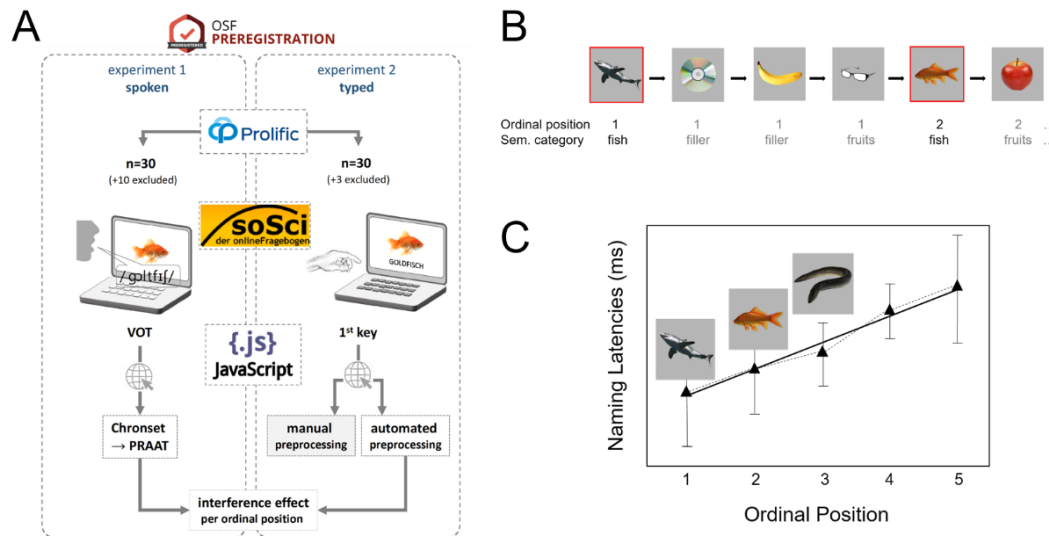 A
OSF
PREREGISTRATION
PREREGISTERED
experiment 1
spoken
experiment 2
typed
Prolific
n=30
(+10 excluded)
n=30
(+3 excluded)
soSci
der onlineFragebogen
/gɔltfɪʃ/
GOLDFISCH
VOT
{.js}
JavaScript
1st key
Chronset
→ PRAAT
manual
preprocessing
automated
preprocessing
interference effect
per ordinal position
B
Ordinal position 1 1 1 1 2 2 ..
Sem. category fish filler filler fruits fish fruits ..
C
Naming Latencies (ms)
1 2 3 4 5
Ordinal Position